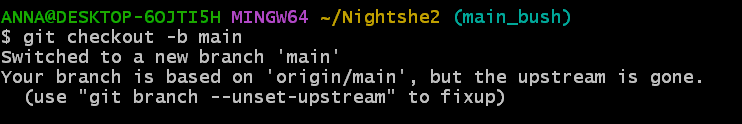 ANNA@DESKTOP-6OJTI5H MINGW64 ~/Nightshe2 (main_bush)
$ git checkout -b main
Switched to a new branch 'main'
Your branch is based on 'origin/main', but the upstream is gone.
  (use "git branch --unset-upstream" to fixup)